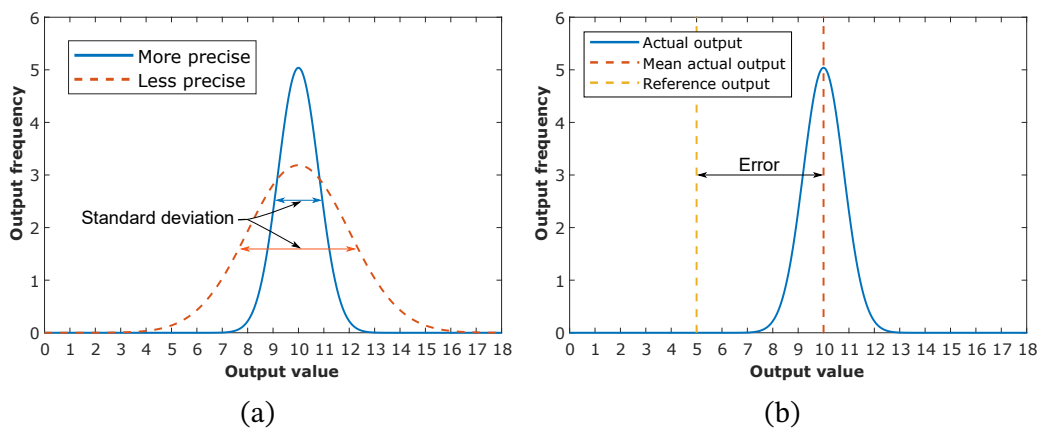 6
5
4
3
2
1
0
Output frequency
More precise
Less precise
Standard deviation
0 1 2 3 4 5 6 7 8 9 10 11 12 13 14 15 16 17 18
Output value
(a)
6
5
4
3
2
1
0
Output frequency
Actual output
Mean actual output
Reference output
Error
0 1 2 3 4 5 6 7 8 9 10 11 12 13 14 15 16 17 18
Output value
(b)